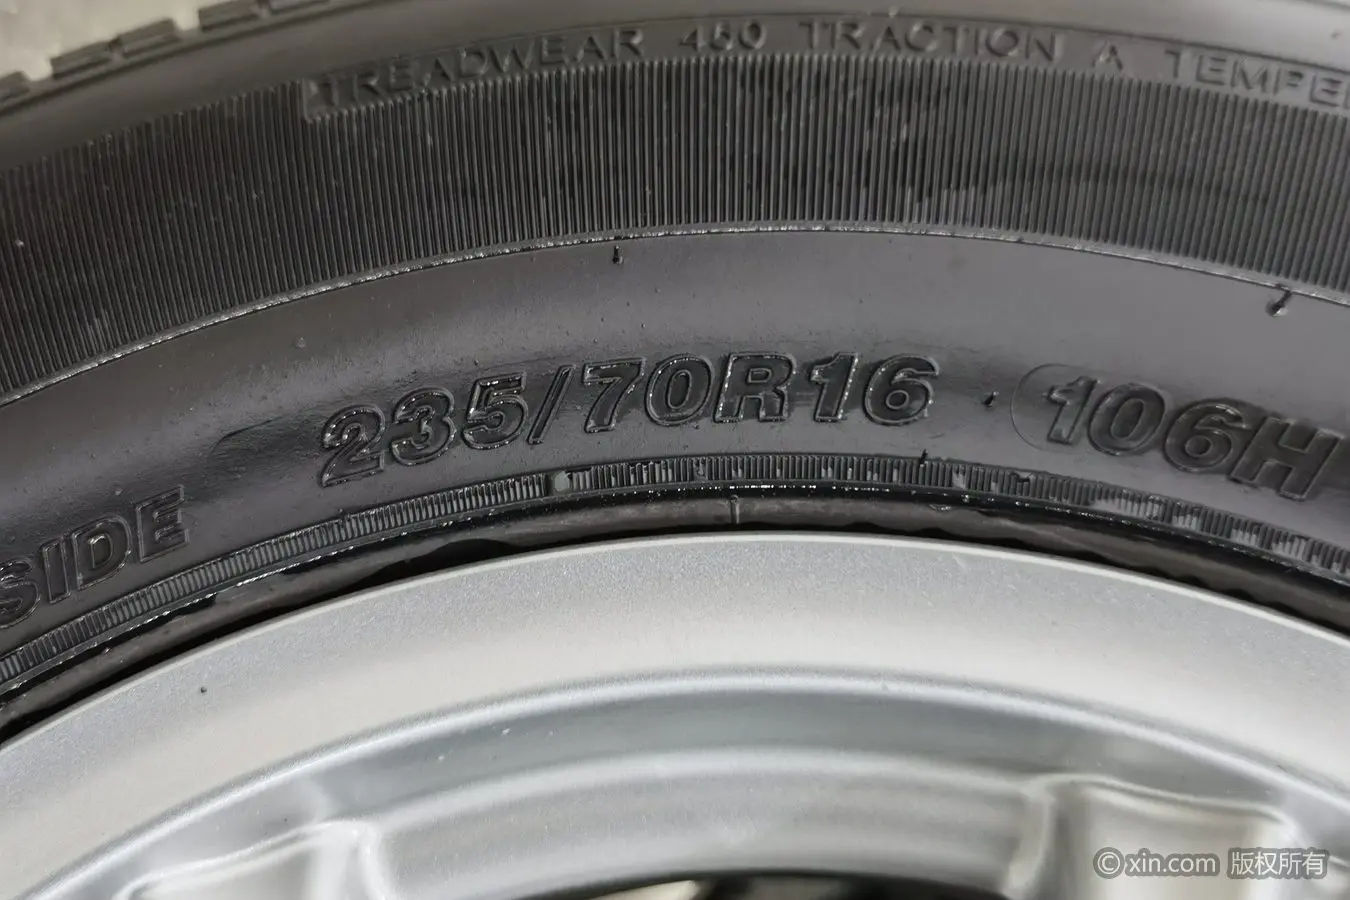 TREADWEAR 460 TRACTION A TEMPE
235/70R16 106H
SIDE
©xin.com 版权所有